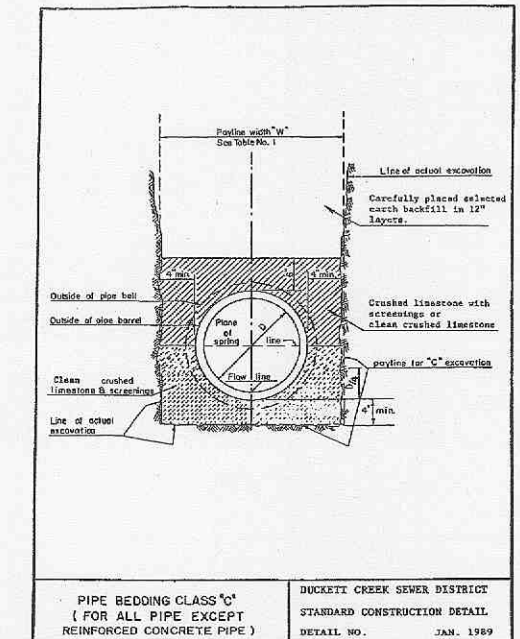 Payline width "W"
See Table No. 1
Line of actual excavation
Carefully placed selected
earth backfill in 12"
layers.
4" min.
4" min.
Outside of pipe bell
Outside of pipe barrel
Crushed limestone with
screenings or
clean crushed limestone
Plane
of
spring
line
D
Flow line
payline for "C" excavation
Clean crushed
limestone & screenings
D/4
4" min.
Line of actual
excavation
PIPE BEDDING CLASS "C"
( FOR ALL PIPE EXCEPT
REINFORCED CONCRETE PIPE )
DUCKETT CREEK SEWER DISTRICT
STANDARD CONSTRUCTION DETAIL
DETAIL NO. JAN. 1989